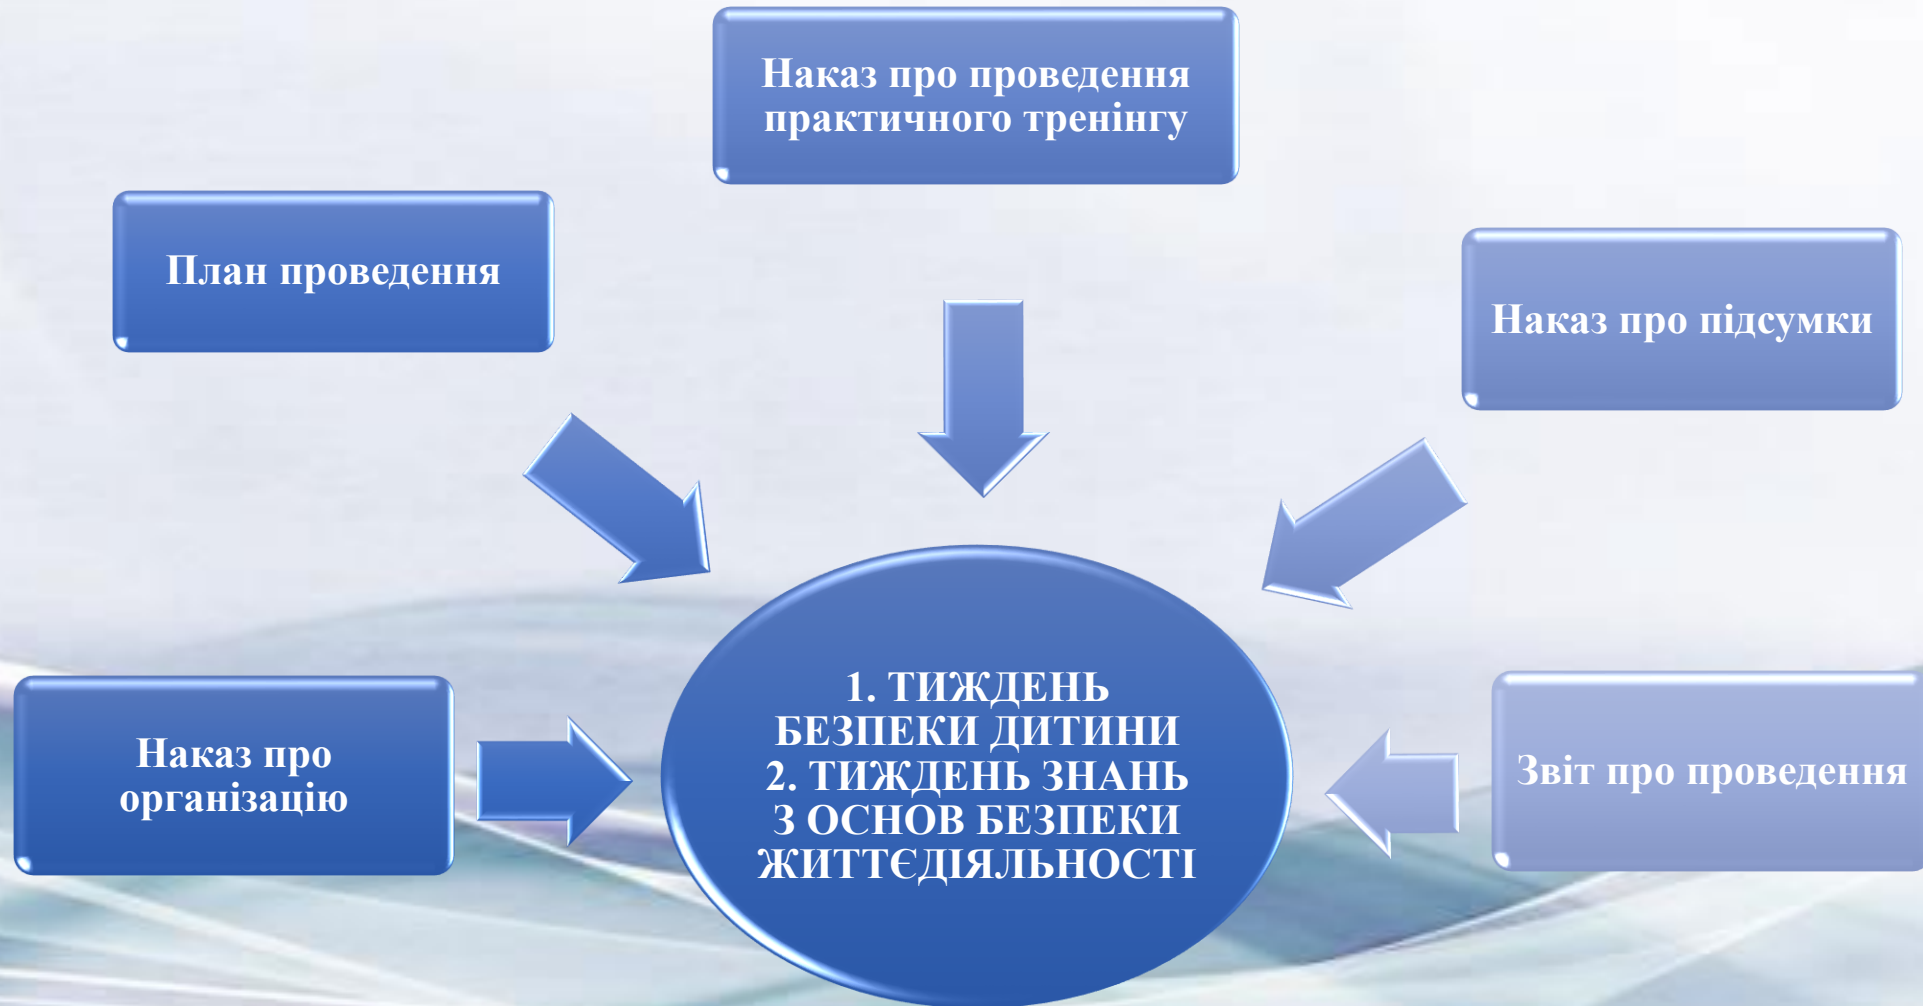 Наказ про проведення
практичного тренінгу
План проведення
Наказ про підсумки
Наказ про
організацію
1. ТИЖДЕНЬ
БЕЗПЕКИ ДИТИНИ
2. ТИЖДЕНЬ ЗНАНЬ
З ОСНОВ БЕЗПЕКИ
ЖИТТЄДІЯЛЬНОСТІ
Звіт про проведення